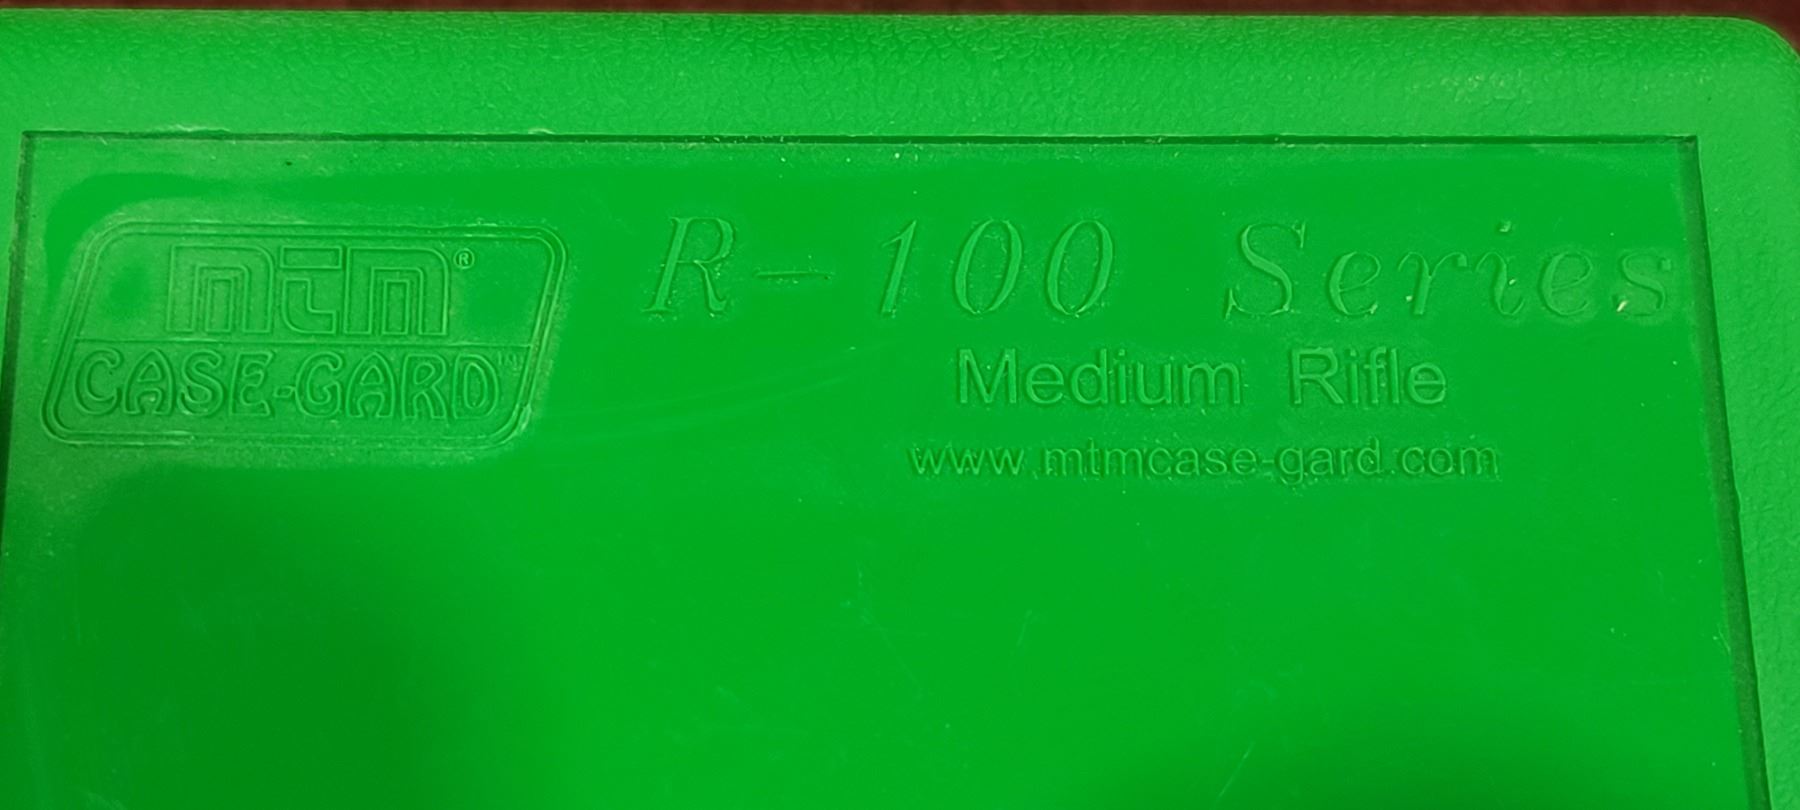 mtm®
CASE-GARD™
R-100 Series
Medium Rifle
www.mtmcase-gard.com